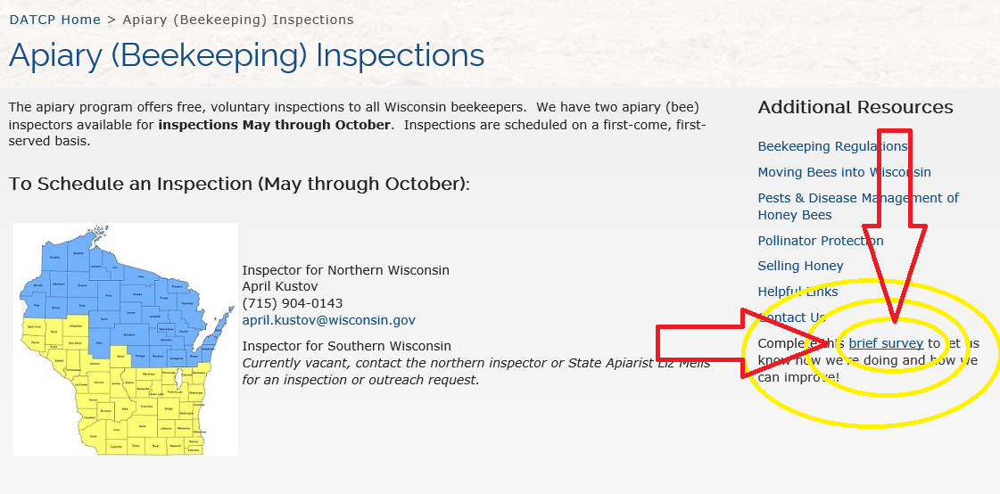 DATCP Home > Apiary (Beekeeping) Inspections
Apiary (Beekeeping) Inspections
The apiary program offers free, voluntary inspections to all Wisconsin beekeepers. We have two apiary (bee)
inspectors available for inspections May through October. Inspections are scheduled on a first-come, first-
served basis.
To Schedule an Inspection (May through October):
Inspector for Northern Wisconsin
April Kustov
(715) 904-0143
april.kustov@wisconsin.gov
Inspector for Southern Wisconsin
Currently vacant, contact the northern inspector or State Apiarist Liz Meils
for an inspection or outreach request.
Additional Resources
Beekeeping Regulations
Moving Bees into Wisconsin
Pests & Disease Management of
Honey Bees
Pollinator Protection
Selling Honey
Helpful Links
Contact Us
Complete this brief survey to let us
know how we're doing and how we
can improve!